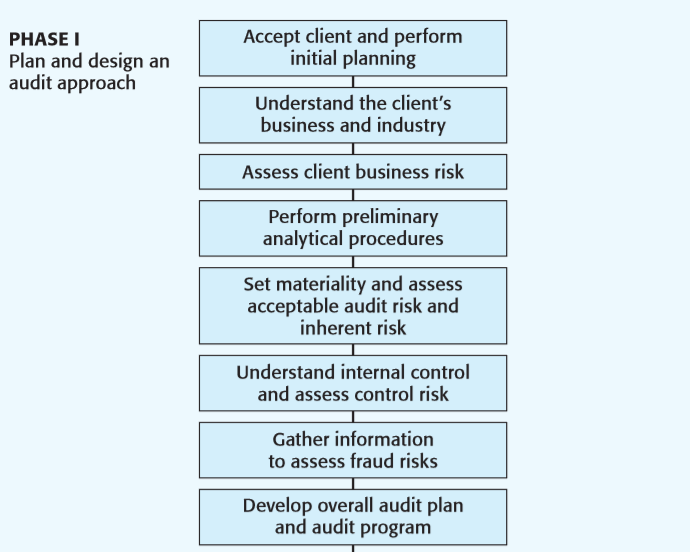 PHASE I
Plan and design an
audit approach
Accept client and perform
initial planning
Understand the client’s
business and industry
Assess client business risk
Perform preliminary
analytical procedures
Set materiality and assess
acceptable audit risk and
inherent risk
Understand internal control
and assess control risk
Gather information
to assess fraud risks
Develop overall audit plan
and audit program